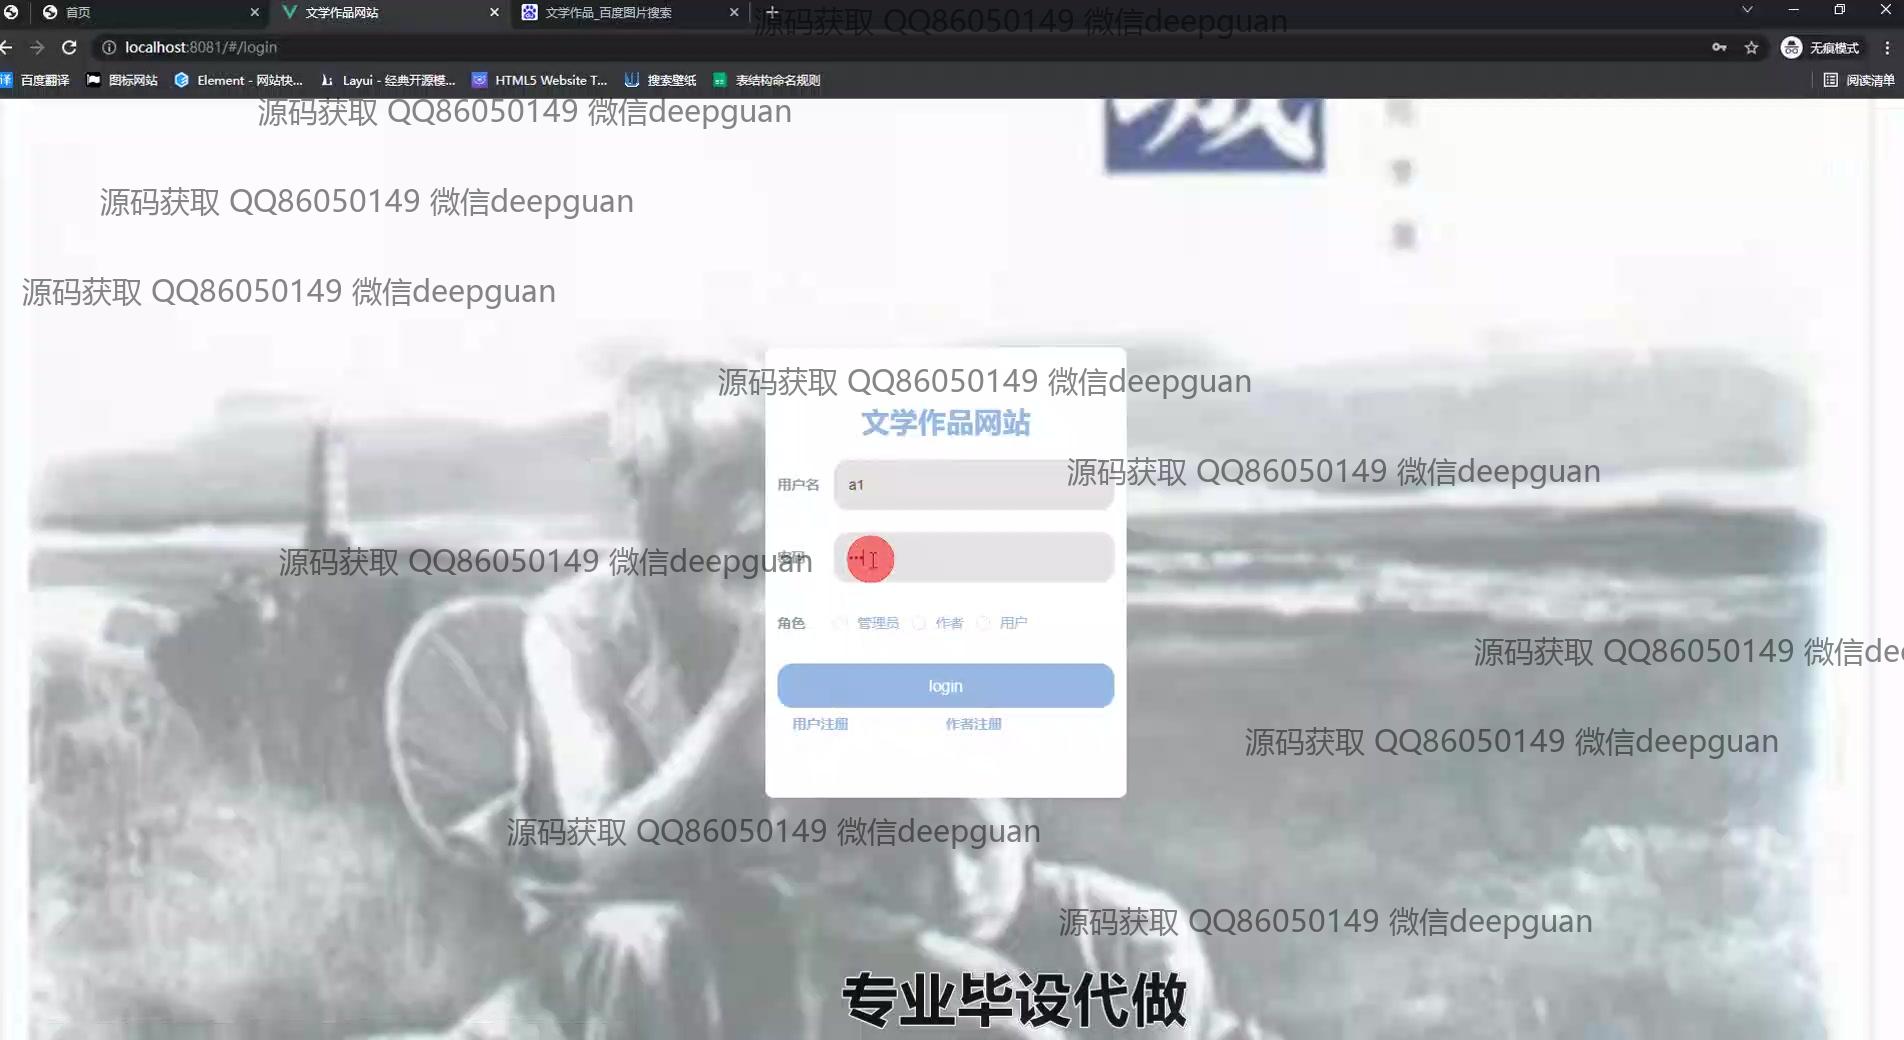 首页
文学作品网站
文学作品_百度图片搜索
源码获取 QQ86050149 微信deepguan
localhost:8081/#/login
无痕模式
译 百度翻译
图标网站
Element - 网站快...
Layui - 经典开源模...
HTML5 Website T...
搜索壁纸
表结构命名规则
阅读清单
源码获取 QQ86050149 微信deepguan
城
源码获取 QQ86050149 微信deepguan
源码获取 QQ86050149 微信deepguan
源码获取 QQ86050149 微信deepguan
文学作品网站
源码获取 QQ86050149 微信deepguan
用户名
a1
源码获取 QQ86050149 微信deepguan
密码
角色 管理员 作者 用户
源码获取 QQ86050149 微信dee
login
用户注册
作者注册
源码获取 QQ86050149 微信deepguan
源码获取 QQ86050149 微信deepguan
源码获取 QQ86050149 微信deepguan
专业毕设代做